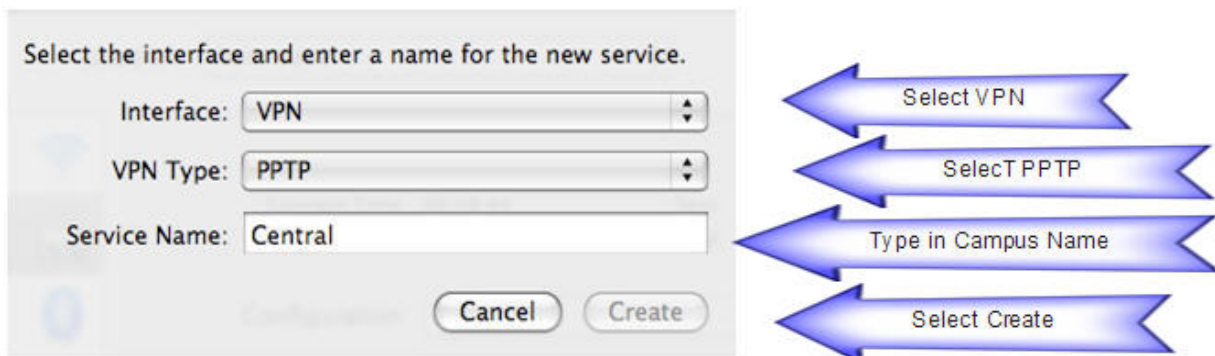 Select the interface and enter a name for the new service.
Interface: VPN
Select VPN
VPN Type: PPTP
SelecT PPTP
Service Name: Central
Type in Campus Name
Cancel Create
Select Create